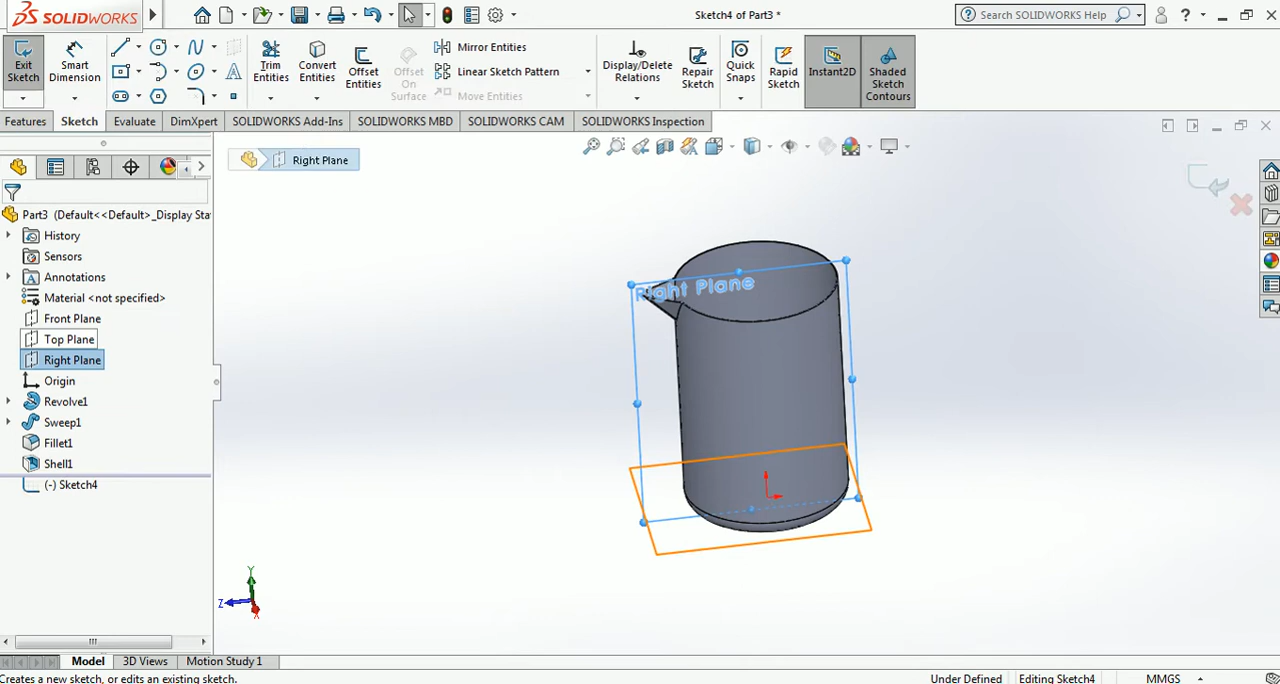 SOLIDWORKS
Sketch4 of Part3 *
Search SOLIDWORKS Help
Exit Sketch
Smart Dimension
Trim Entities
Convert Entities
Offset Entities
Offset On Surface
Mirror Entities
Linear Sketch Pattern
Move Entities
Display/Delete Relations
Repair Sketch
Quick Snaps
Rapid Sketch
Instant2D
Shaded Sketch Contours
Features
Sketch
Evaluate
DimXpert
SOLIDWORKS Add-Ins
SOLIDWORKS MBD
SOLIDWORKS CAM
SOLIDWORKS Inspection
Right Plane
Part3 (Default<<Default>_Display Sta
History
Sensors
Annotations
Material <not specified>
Front Plane
Top Plane
Right Plane
Origin
Revolve1
Sweep1
Fillet1
Shell1
(-) Sketch4
Right Plane
Y
Z
X
Model
3D Views
Motion Study 1
Creates a new sketch, or edits an existing sketch.
Under Defined
Editing Sketch4
MMGS